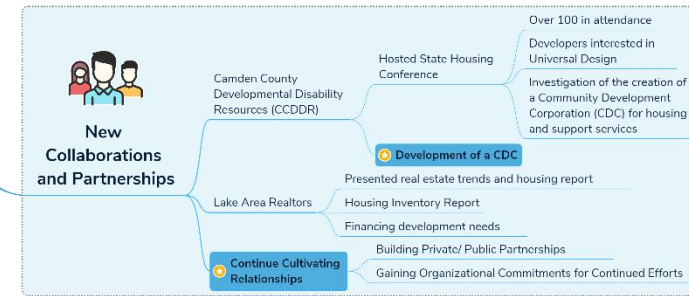 New
Collaborations
and Partnerships
Camden County
Developmental Disability
Resources (CCDDR)
Hosted State Housing
Conference
Over 100 in attendance
Developers interested in
Universal Design
Investigation of the creation of
a Community Development
Corporation (CDC) for housing
and support services
Development of a CDC
Lake Area Realtors
Presented real estate trends and housing report
Housing Inventory Report
Financing development needs
Continue Cultivating
Relationships
Building Private/ Public Partnerships
Gaining Organizational Commitments for Continued Efforts